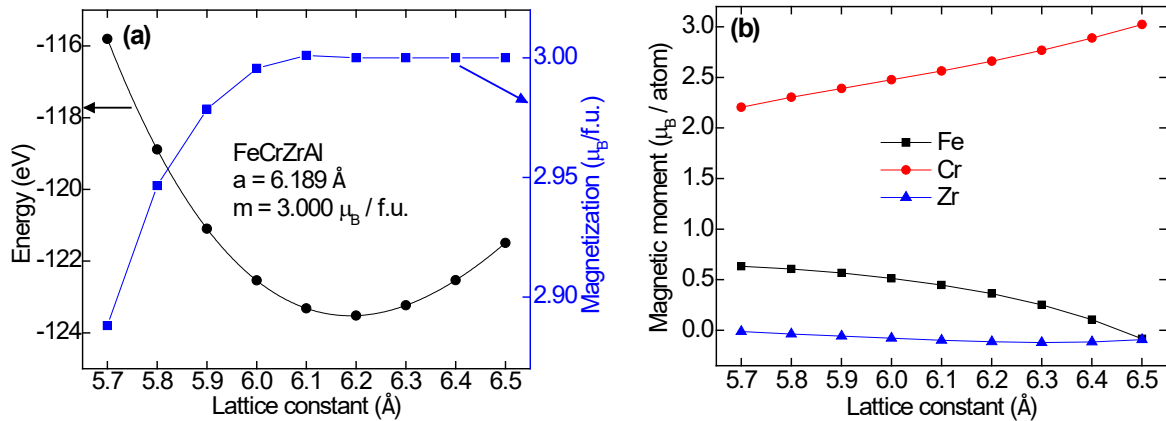 (a)
Energy (eV)
-116
-118
-120
-122
-124
FeCrZrAl
a = 6.189 Å
m = 3.000 μB / f.u.
3.00
2.95
2.90
Magnetization (μB/f.u.)
5.7 5.8 5.9 6.0 6.1 6.2 6.3 6.4 6.5
Lattice constant (Å)
(b)
Magnetic moment (μB / atom)
3.0
2.5
2.0
1.5
1.0
0.5
0.0
Fe
Cr
Zr
5.7 5.8 5.9 6.0 6.1 6.2 6.3 6.4 6.5
Lattice constant (Å)